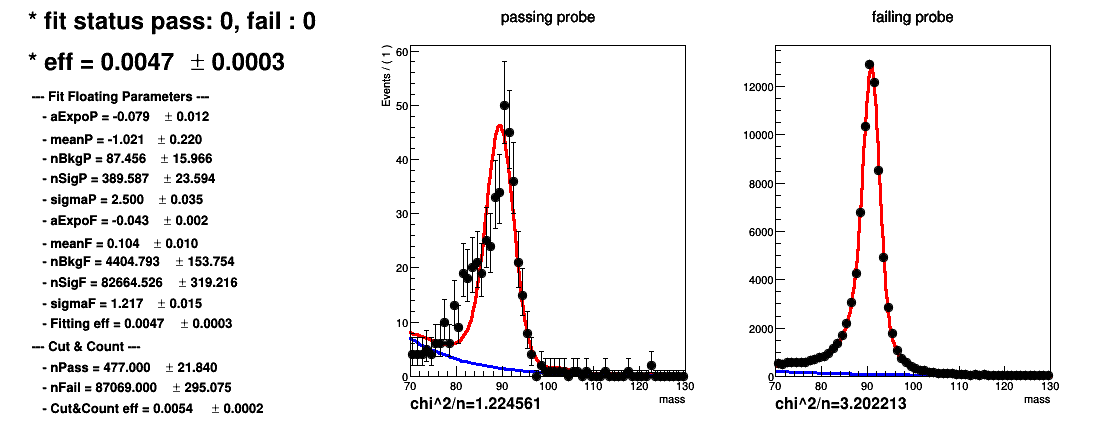 * fit status pass: 0, fail : 0
* eff = 0.0047 ± 0.0003
--- Fit Floating Parameters ---
- aExpoP = -0.079 ± 0.012
- meanP = -1.021 ± 0.220
- nBkgP = 87.456 ± 15.966
- nSigP = 389.587 ± 23.594
- sigmaP = 2.500 ± 0.035
- aExpoF = -0.043 ± 0.002
- meanF = 0.104 ± 0.010
- nBkgF = 4404.793 ± 153.754
- nSigF = 82664.526 ± 319.216
- sigmaF = 1.217 ± 0.015
- Fitting eff = 0.0047 ± 0.0003
--- Cut & Count ---
- nPass = 477.000 ± 21.840
- nFail = 87069.000 ± 295.075
- Cut&Count eff = 0.0054 ± 0.0002
passing probe
Events / ( 1 )
60
50
40
30
20
10
0
70 80 90 100 110 120 130
mass
chi^2/n=1.224561
failing probe
12000
10000
8000
6000
4000
2000
0
70 80 90 100 110 120 130
mass
chi^2/n=3.202213